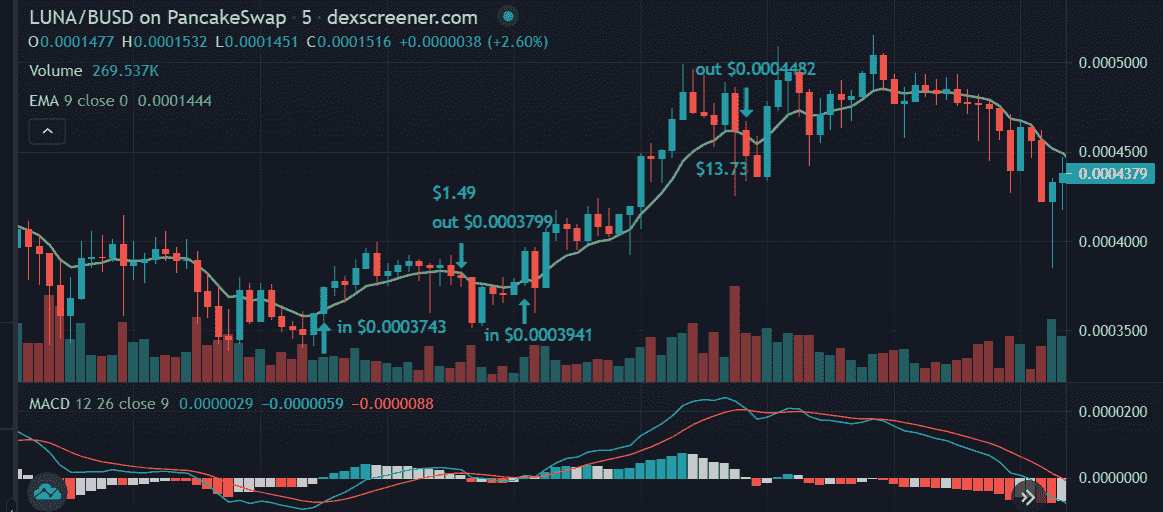 LUNA/BUSD on PancakeSwap · 5 · dexscreener.com
O0.0001477 H0.0001532 L0.0001451 C0.0001516 +0.0000038 (+2.60%)
Volume 269.537K
EMA 9 close 0 0.0001444
out $0.0004482
$13.73
$1.49
out $0.0003799
in $0.0003743
in $0.0003941
0.0005000
0.0004500
0.0004379
0.0004000
0.0003500
MACD 12 26 close 9 0.0000029 −0.0000059 −0.0000088
0.0000200
0.0000000